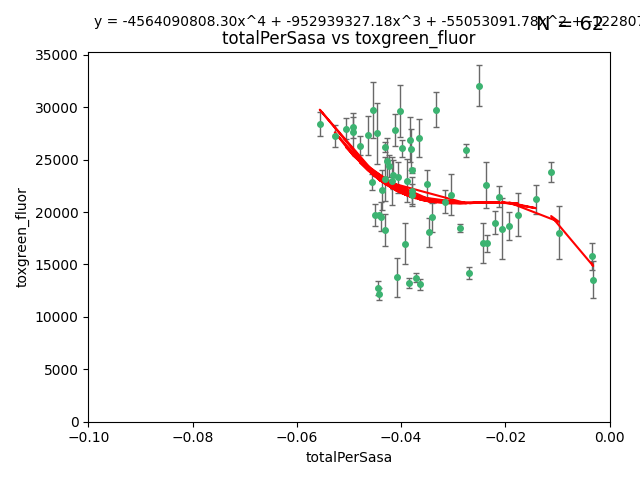 y = -4564090808.30x^4 + -952939327.18x^3 + -55053091.78x^2 +
N = 62
totalPerSasa vs toxgreen_fluor
35000
30000
25000
20000
15000
10000
5000
0
toxgreen_fluor
−0.10 −0.08 −0.06 −0.04 −0.02 0.00
totalPerSasa